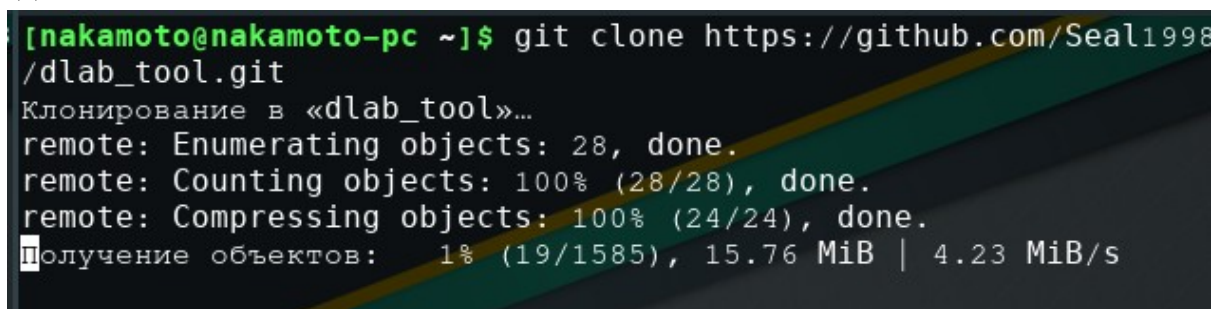 [nakamoto@nakamoto-pc ~]$ git clone https://github.com/Seal1998
/dlab_tool.git
Клонирование в «dlab_tool»…
remote: Enumerating objects: 28, done.
remote: Counting objects: 100% (28/28), done.
remote: Compressing objects: 100% (24/24), done.
Получение объектов:   1% (19/1585), 15.76 MiB | 4.23 MiB/s